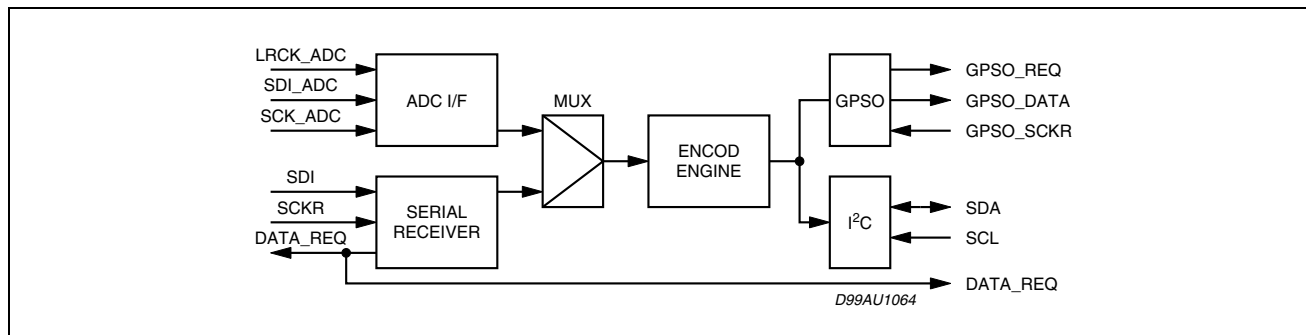 LRCK_ADC
SDI_ADC
SCK_ADC
ADC I/F
SDI
SCKR
DATA_REQ
SERIAL
RECEIVER
MUX
ENCOD
ENGINE
GPSO
GPSO_REQ
GPSO_DATA
GPSO_SCKR
I²C
SDA
SCL
DATA_REQ
D99AU1064